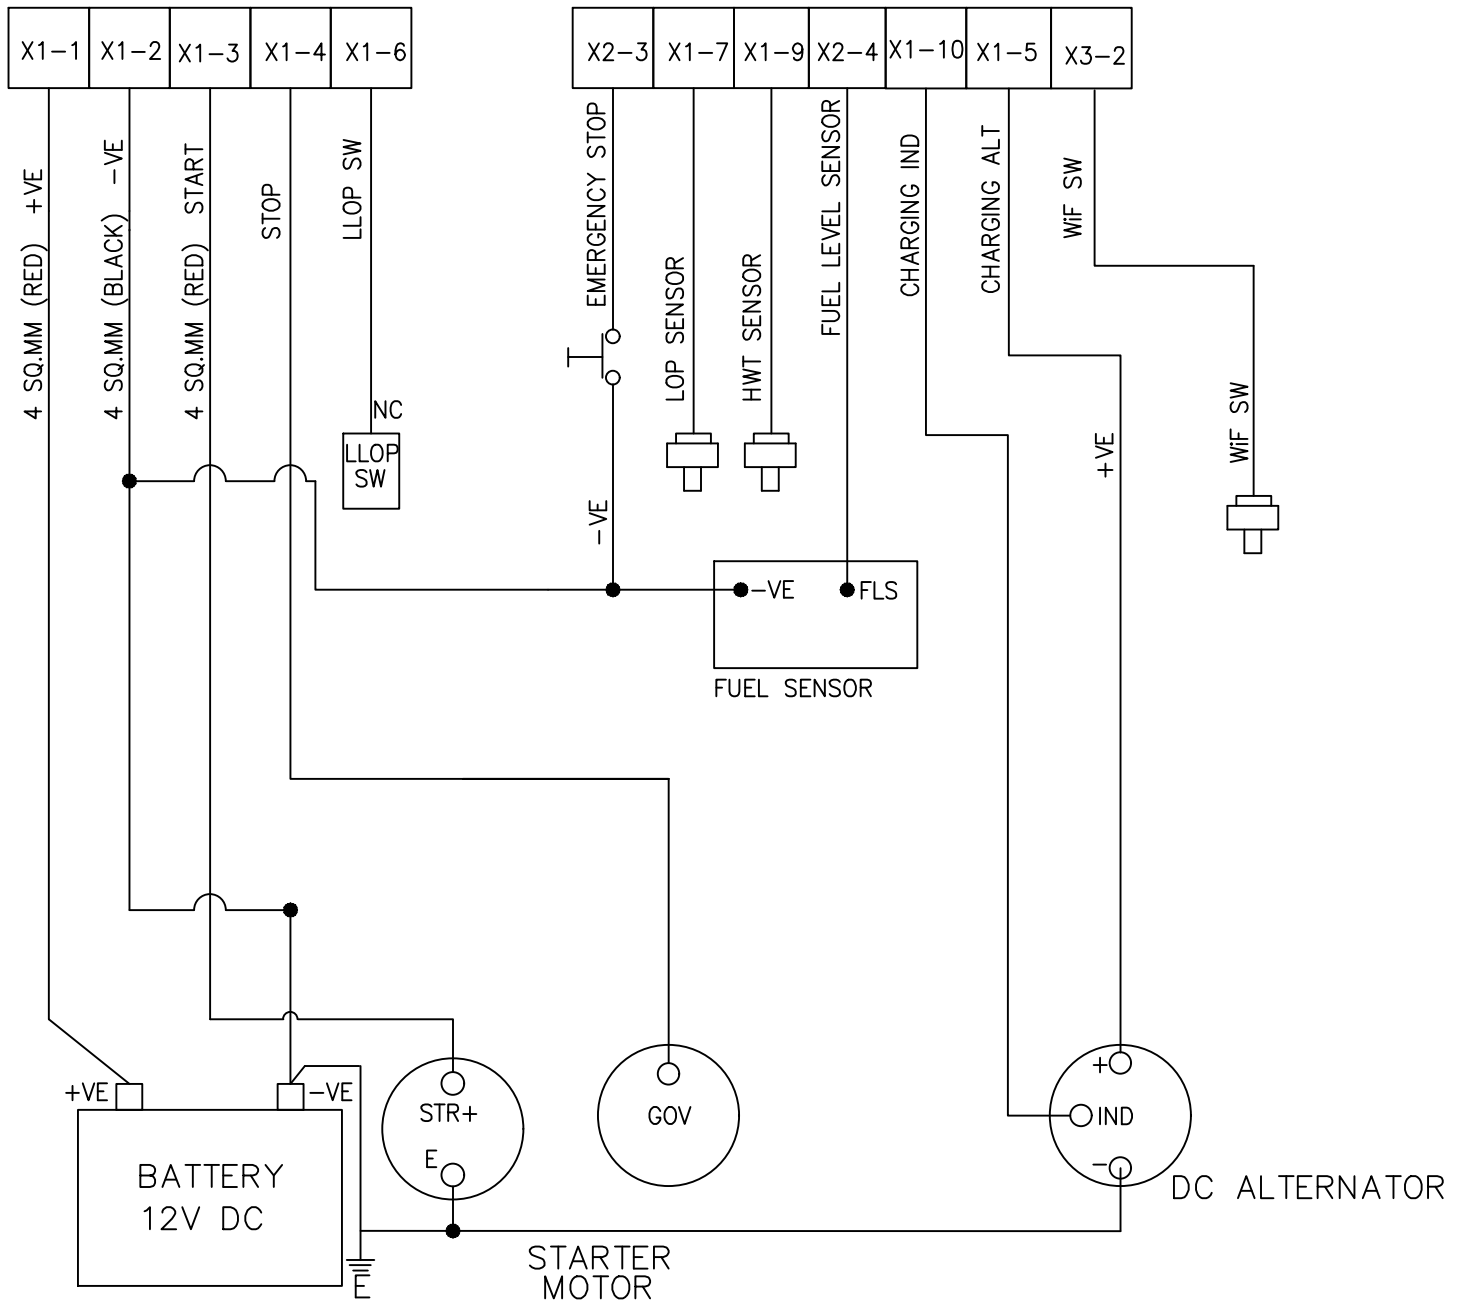 X1-1 X1-2 X1-3 X1-4 X1-6
X2-3 X1-7 X1-9 X2-4 X1-10 X1-5 X3-2
4 SQ.MM (RED) +VE
4 SQ.MM (BLACK) -VE
4 SQ.MM (RED) START
STOP
LLOP SW
EMERGENCY STOP
LOP SENSOR
HWT SENSOR
FUEL LEVEL SENSOR
CHARGING IND
CHARGING ALT
WiF SW
NC
LLOP
SW
-VE
+VE
WiF SW
-VE
FLS
FUEL SENSOR
+VE
-VE
BATTERY
12V DC
E
STR+
E
STARTER
MOTOR
GOV
+
IND
-
DC ALTERNATOR